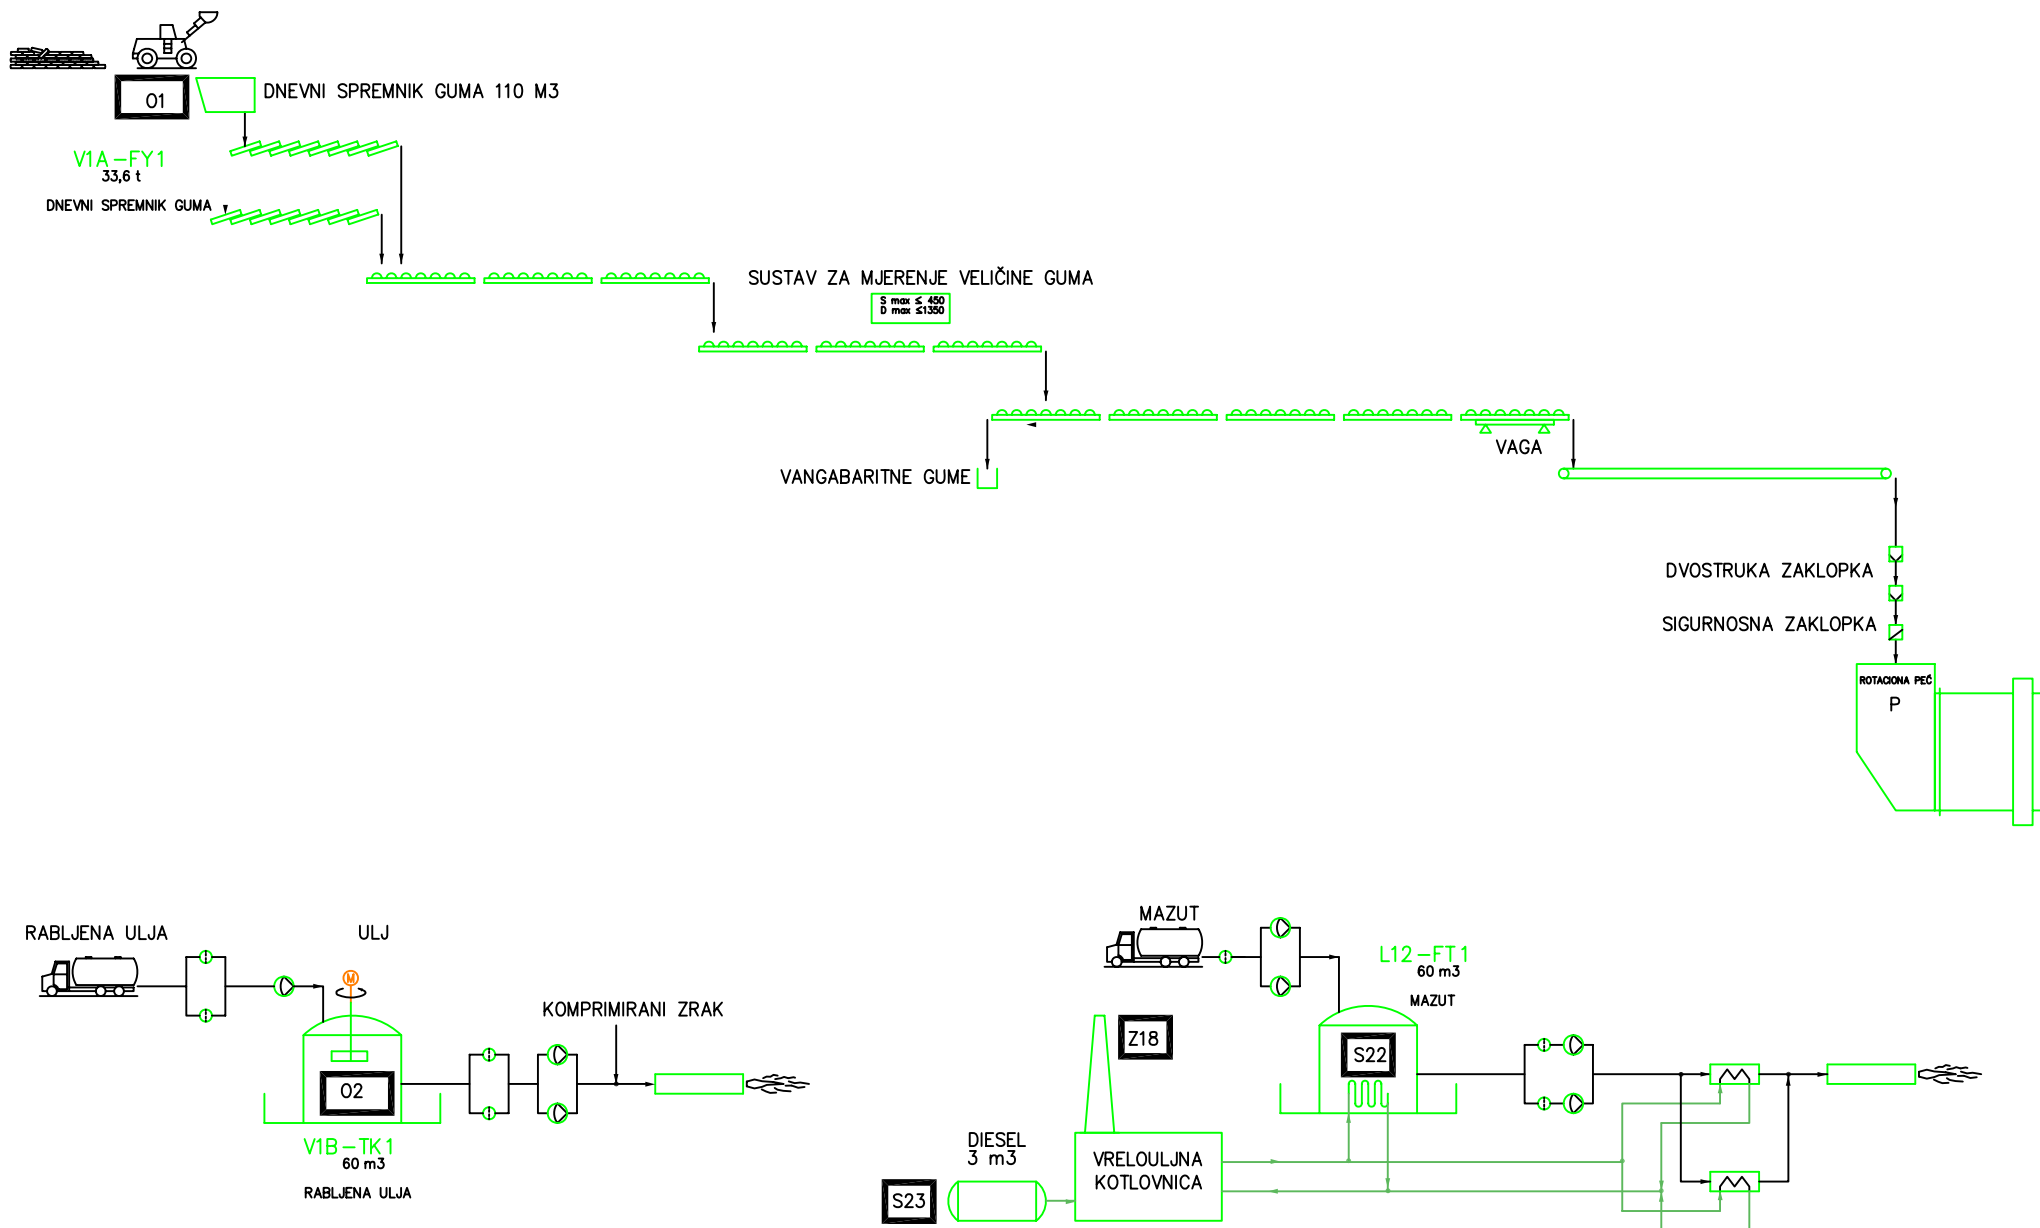 01
DNEVNI SPREMNIK GUMA 110 M3
V1A-FY1
33,6 t
DNEVNI SPREMNIK GUMA
SUSTAV ZA MJERENJE VELIČINE GUMA
S max ≤ 450
D max ≤1350
VAGA
VANGABARITNE GUME
DVOSTRUKA ZAKLOPKA
SIGURNOSNA ZAKLOPKA
ROTACIONA PEĆ
P
RABLJENA ULJA
ULJ
M
KOMPRIMIRANI ZRAK
02
V1B-TK1
60 m3
RABLJENA ULJA
MAZUT
L12-FT1
60 m3
MAZUT
Z18
S22
DIESEL
3 m3
VRELOULJNA
KOTLOVNICA
S23